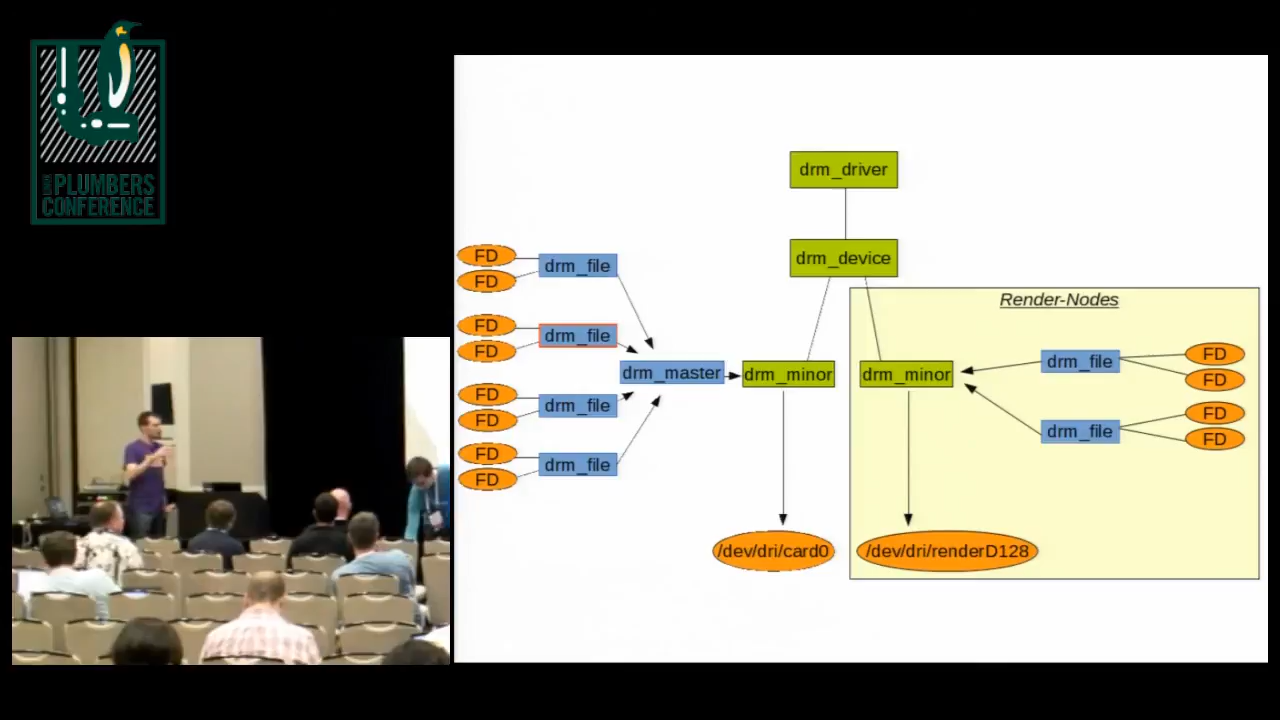 LINUX
PLUMBERS
CONFERENCE
drm_driver
drm_device
Render-Nodes
FD
FD
drm_file
FD
FD
drm_file
drm_master
drm_minor
drm_minor
drm_file
FD
FD
FD
FD
drm_file
drm_file
FD
FD
FD
FD
drm_file
/dev/dri/card0
/dev/dri/renderD128